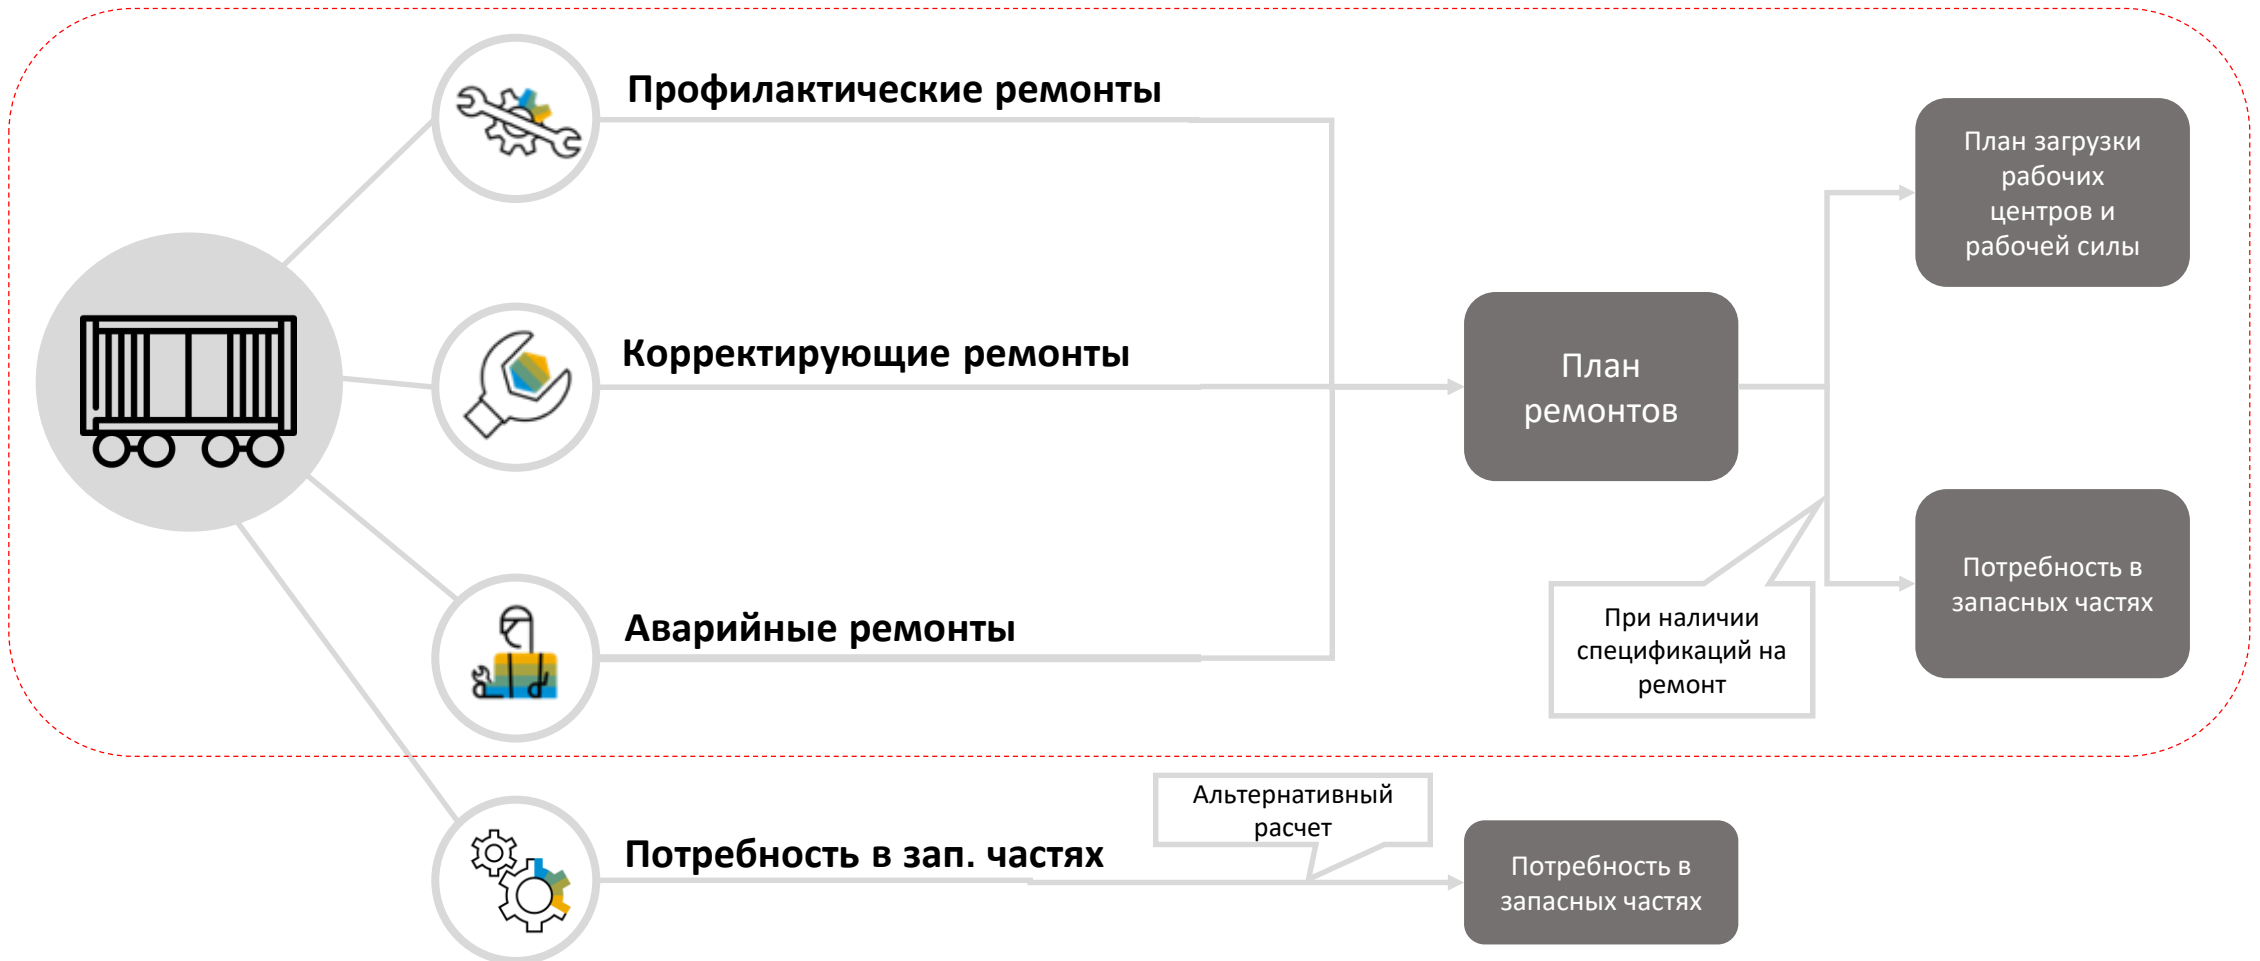 Профилактические ремонты
План загрузки
рабочих
центров и
рабочей силы
Корректирующие ремонты
План
ремонтов
Аварийные ремонты
При наличии
спецификаций на
ремонт
Потребность в
запасных частях
Потребность в зап. частях
Альтернативный
расчет
Потребность в
запасных частях